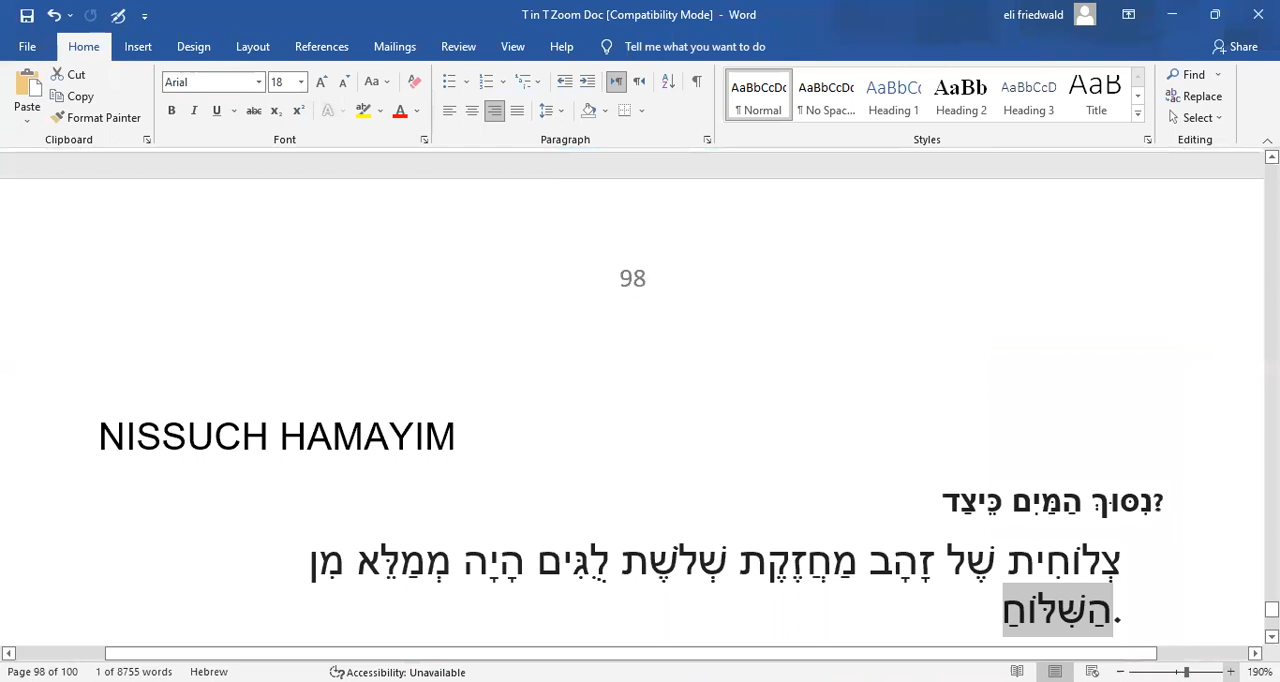 T in T Zoom Doc [Compatibility Mode] - Word
eli friedwald
File Home Insert Design Layout References Mailings Review View Help Tell me what you want to do Share
Paste
Cut
Copy
Format Painter
Clipboard
Arial 18
Aa
B I U abc x₂ x²
Font
Paragraph
AaBbCcDc AaBbCcDc AaBbCc AaBb AaBbCcD AaB
¶ Normal ¶ No Spac... Heading 1 Heading 2 Heading 3 Title
Styles
Find
Replace
Select
Editing
98
NISSUCH HAMAYIM
נִסּוּךְ הַמַּיִם כֵּיצַד?
צְלוֹחִית שֶׁל זָהָב מַחֲזֶקֶת שְׁלֹשֶׁת לֻגִּים הָיָה מְמַלֵּא מִן
הַשִּׁלּוֹחַ.
Page 98 of 100 1 of 8755 words Hebrew Accessibility: Unavailable 190%